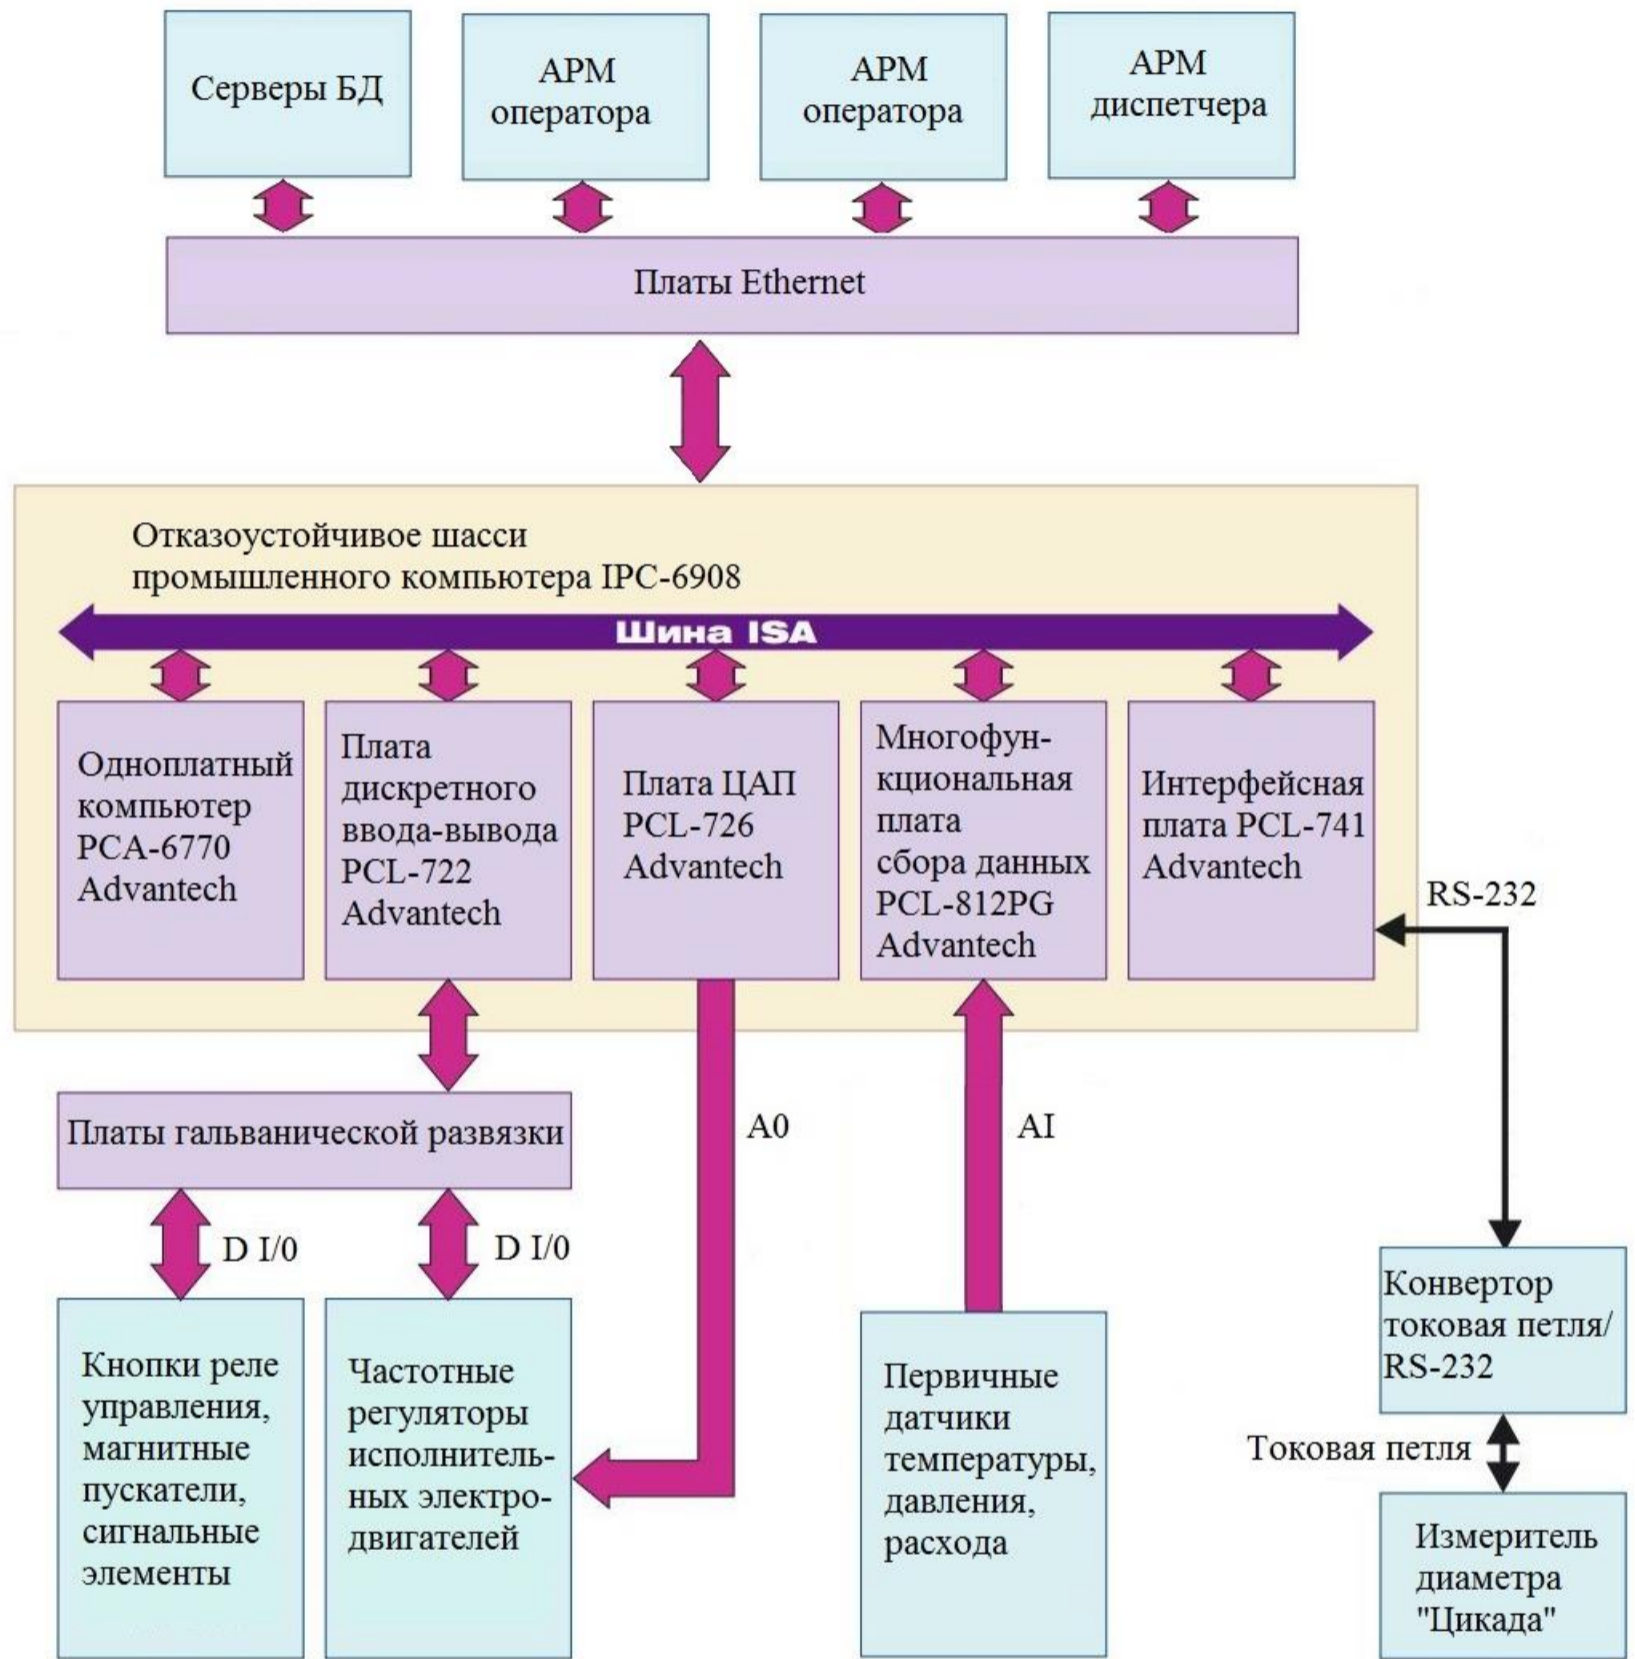 Серверы БД
АРМ
оператора
АРМ
оператора
АРМ
диспетчера
Платы Ethernet
Отказоустойчивое шасси
промышленного компьютера IPC-6908
Шина ISA
Одноплатный
компьютер
PCA-6770
Advantech
Плата
дискретного
ввода-вывода
PCL-722
Advantech
Плата ЦАП
PCL-726
Advantech
Многофун-
кциональная
плата
сбора данных
PCL-812PG
Advantech
Интерфейсная
плата PCL-741
Advantech
RS-232
Платы гальванической развязки
A0
AI
D I/0
D I/0
Кнопки реле
управления,
магнитные
пускатели,
сигнальные
элементы
Частотные
регуляторы
исполнитель-
ных электро-
двигателей
Первичные
датчики
температуры,
давления,
расхода
Конвертор
токовая петля/
RS-232
Токовая петля
Измеритель
диаметра
"Цикада"